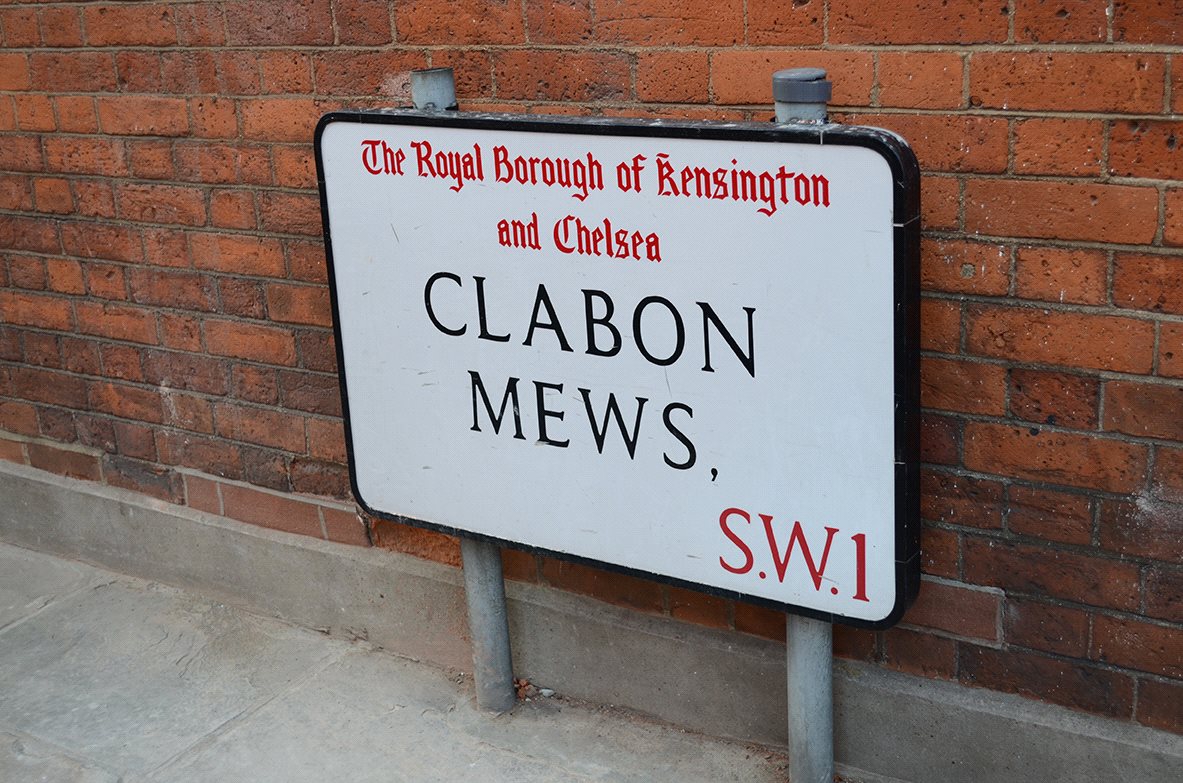 The Royal Borough of Kensington
and Chelsea
CLABON
MEWS,
S.W.1